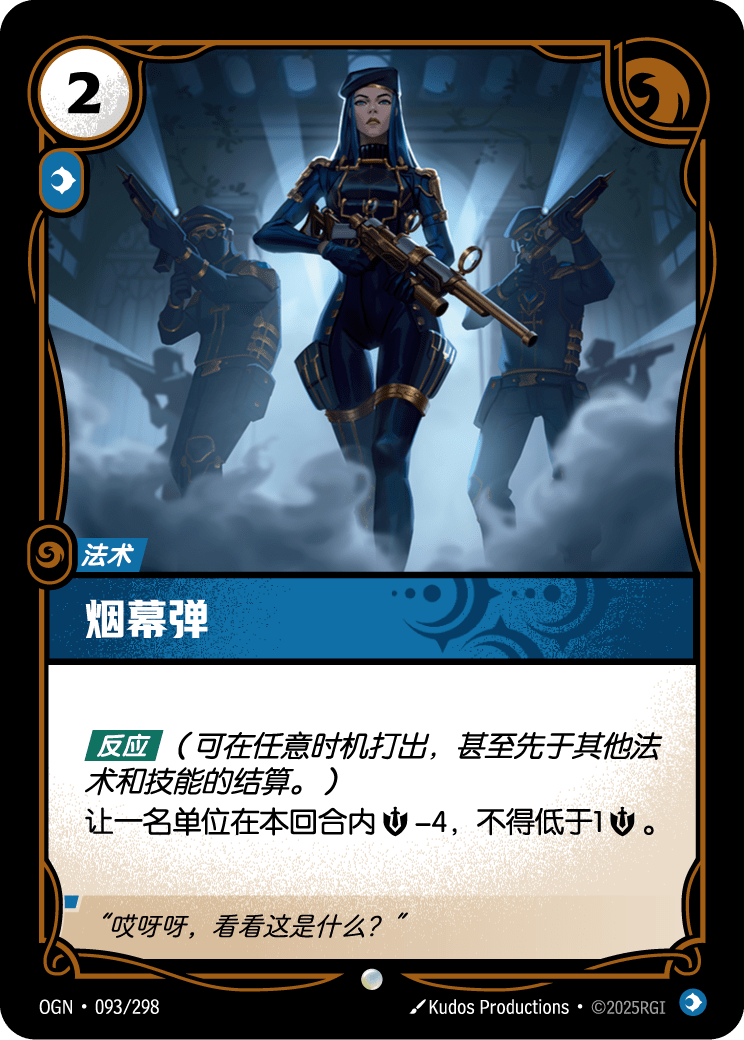 2
法术
烟幕弹
反应（可在任意时机打出，甚至先于其他法
术和技能的结算。）
让一名单位在本回合内 -4，不得低于1 。
“哎呀呀，看看这是什么？”
OGN • 093/298
Kudos Productions • ©2025RGI